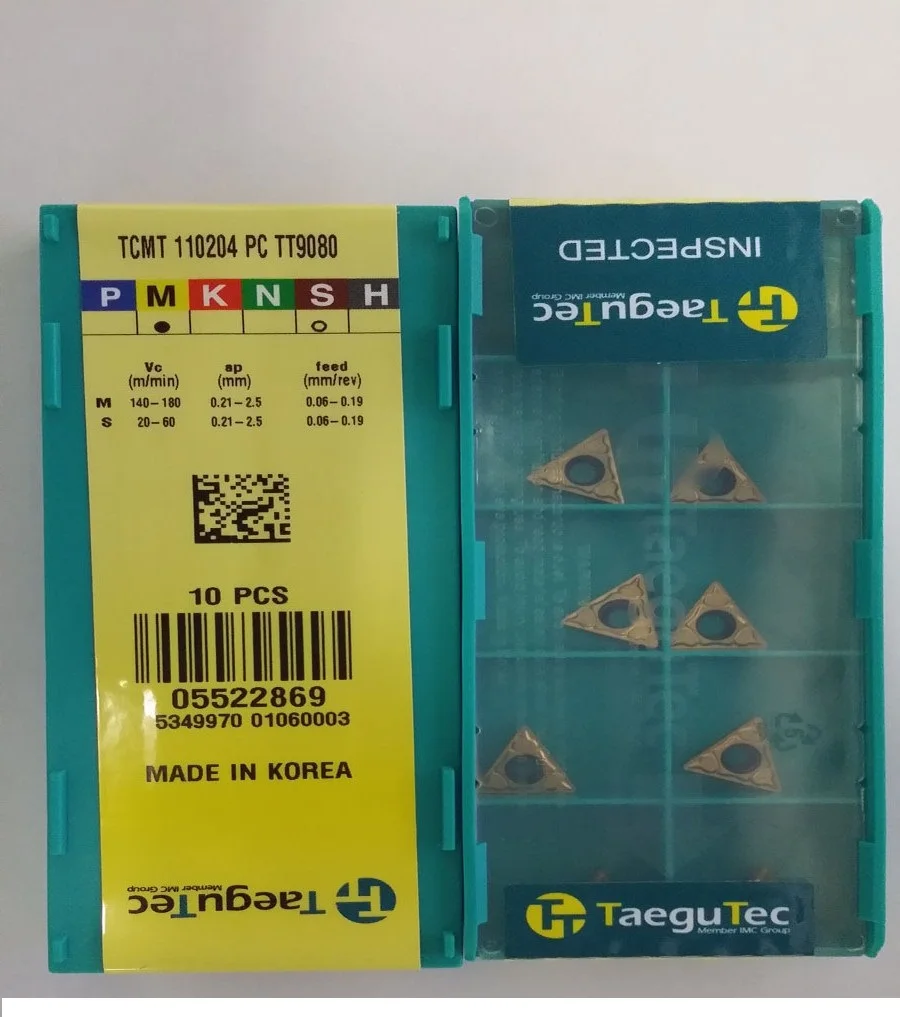 TCMT 110204 PC TT9080
P M K N S H
Vc ap feed
(m/min) (mm) (mm/rev)
M 140-180 0.21-2.5 0.06-0.19
S 20-60 0.21-2.5 0.06-0.19
10 PCS
05522869
5349970 01060003
MADE IN KOREA
TaeguTec
Member IMC Group
INSPECTED
TaeguTec
Member IMC Group
TaeguTec
Member IMC Group